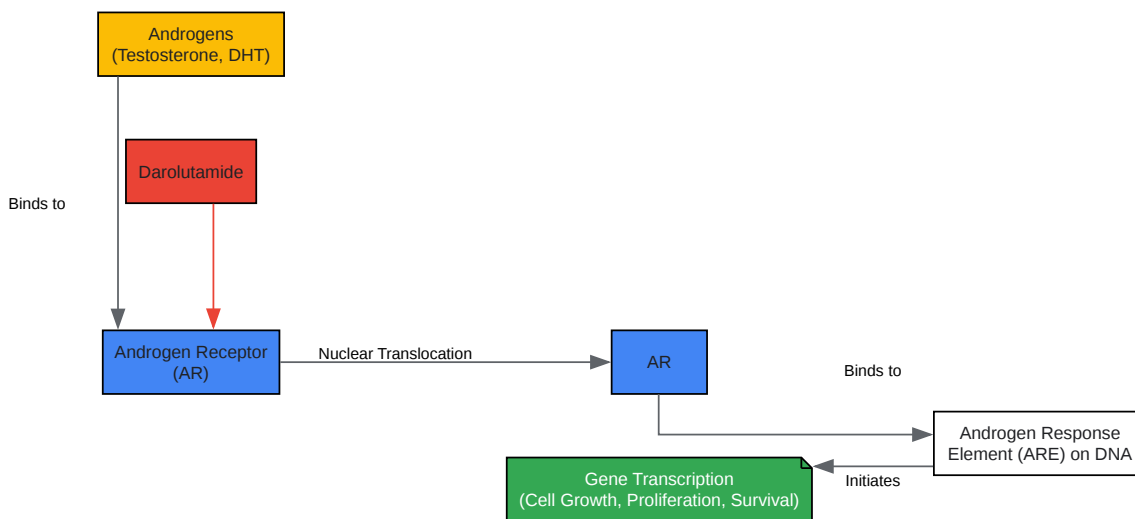 Androgens
(Testosterone, DHT)
Darolutamide
Binds to
Androgen Receptor
(AR)
Nuclear Translocation
AR
Binds to
Androgen Response
Element (ARE) on DNA
Initiates
Gene Transcription
(Cell Growth, Proliferation, Survival)